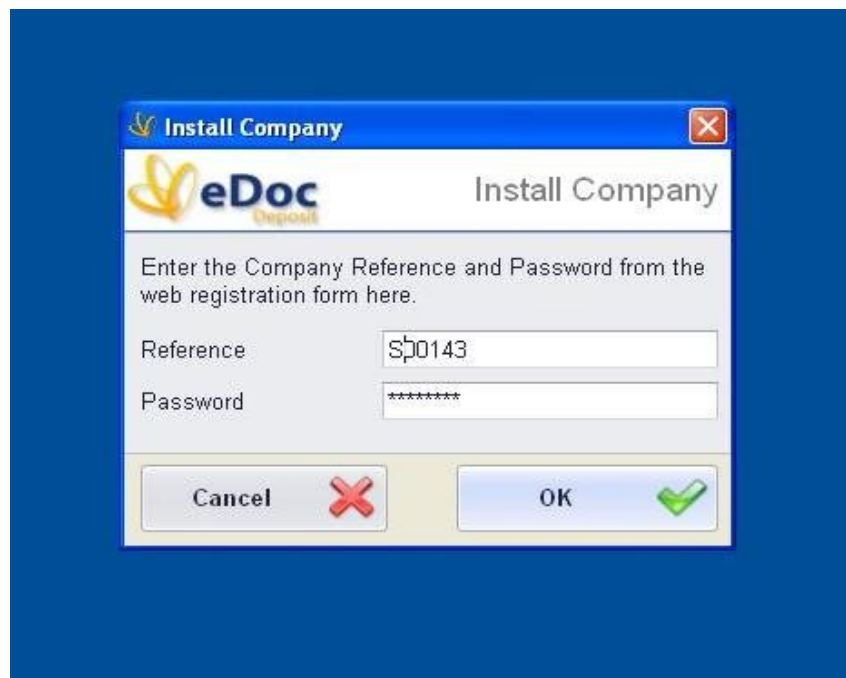 Install Company
eDoc
Deposit
Install Company
Enter the Company Reference and Password from the
web registration form here.
Reference
Password
********
Cancel
OK